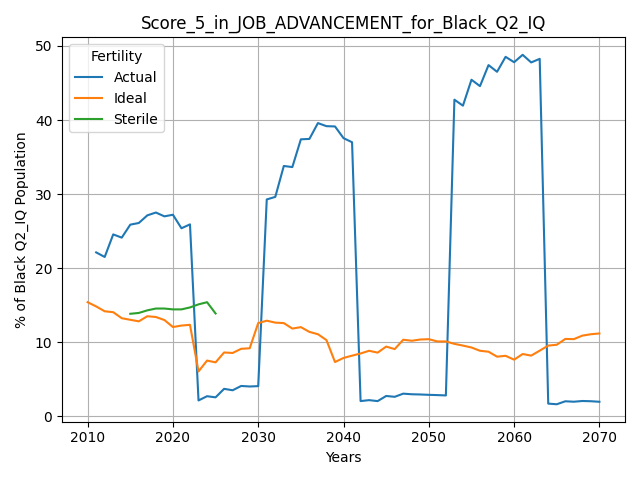 Score_5_in_JOB_ADVANCEMENT_for_Black_Q2_IQ
Fertility
Actual
Ideal
Sterile
% of Black Q2_IQ Population
50
40
30
20
10
0
2010 2020 2030 2040 2050 2060 2070
Years